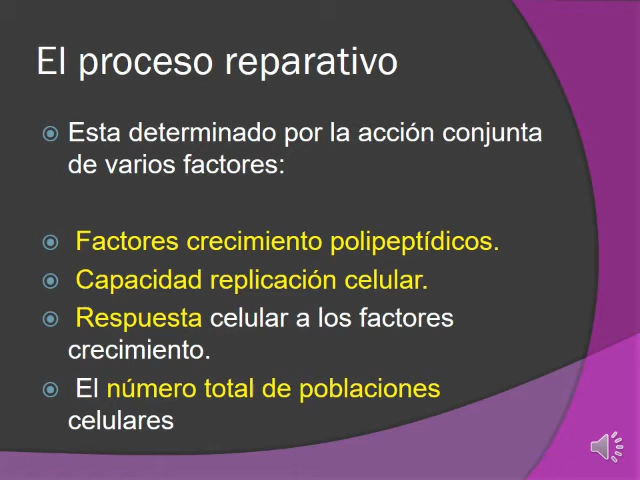 El proceso reparativo
Esta determinado por la acción conjunta
de varios factores:
Factores crecimiento polipeptídicos.
Capacidad replicación celular.
Respuesta celular a los factores
crecimiento.
El número total de poblaciones
celulares